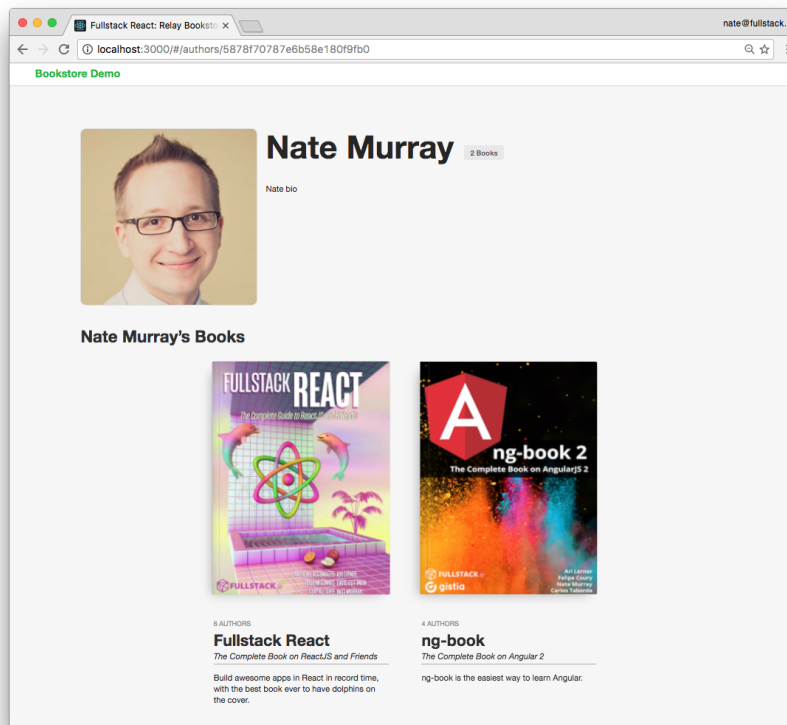 Fullstack React: Relay Booksto
nate@fullstack.
localhost:3000/#/authors/5878f70787e6b58e180f9fb0
Bookstore Demo
Nate Murray
2 Books
Nate bio
Nate Murray's Books
FULLSTACK REACT
The Complete Guide to ReactJS and Friends
FULLSTACK
ng-book 2
The Complete Book on AngularJS 2
Ari Lerner
Felipe Coury
Nate Murray
Carlos Taborda
FULLSTACK
gistia
6 AUTHORS
Fullstack React
The Complete Book on ReactJS and Friends
Build awesome apps in React in record time,
with the best book ever to have dolphins on
the cover.
4 AUTHORS
ng-book
The Complete Book on Angular 2
ng-book is the easiest way to learn Angular.